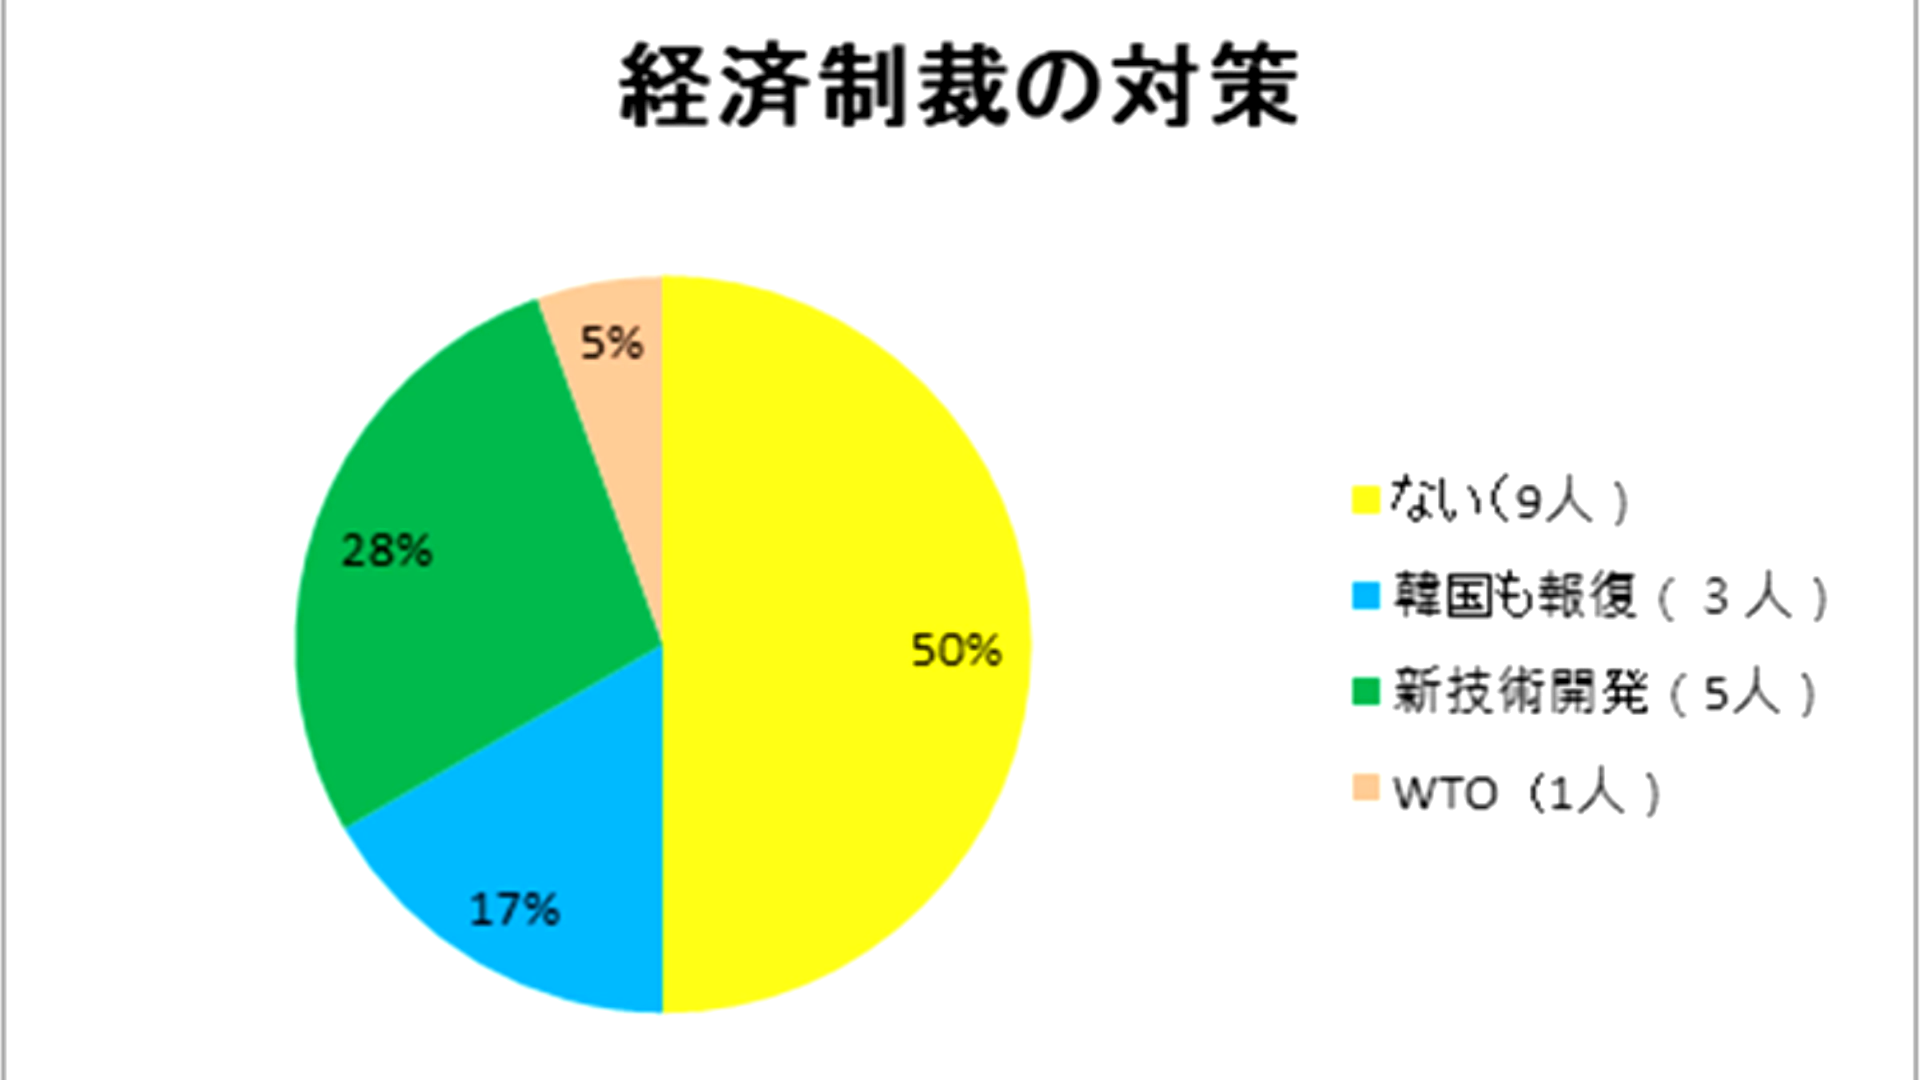 経済制裁の対策
5%
28%
50%
17%
ない(9人)
韓国も報復(3人)
新技術開発(5人)
WTO (1人)